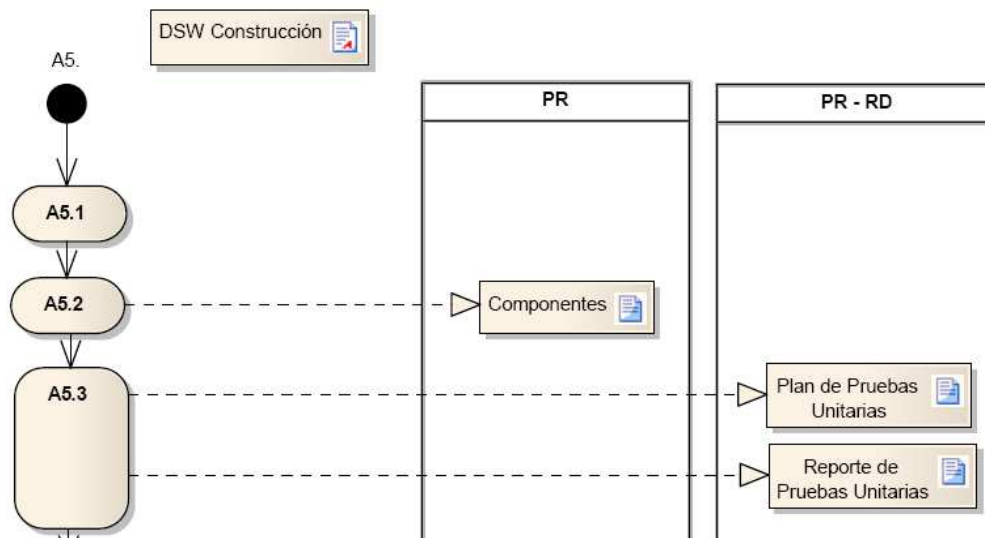 DSW Construcción
A5.
PR
PR - RD
A5.1
A5.2
Componentes
A5.3
Plan de Pruebas
Unitarias
Reporte de
Pruebas Unitarias